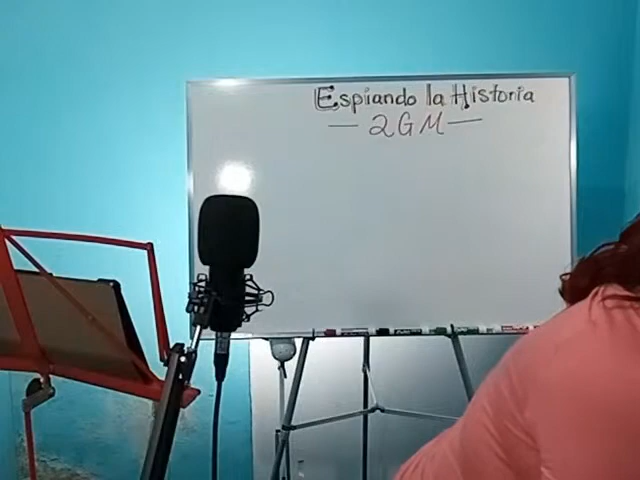 Espiando la Historia
— 2GM —